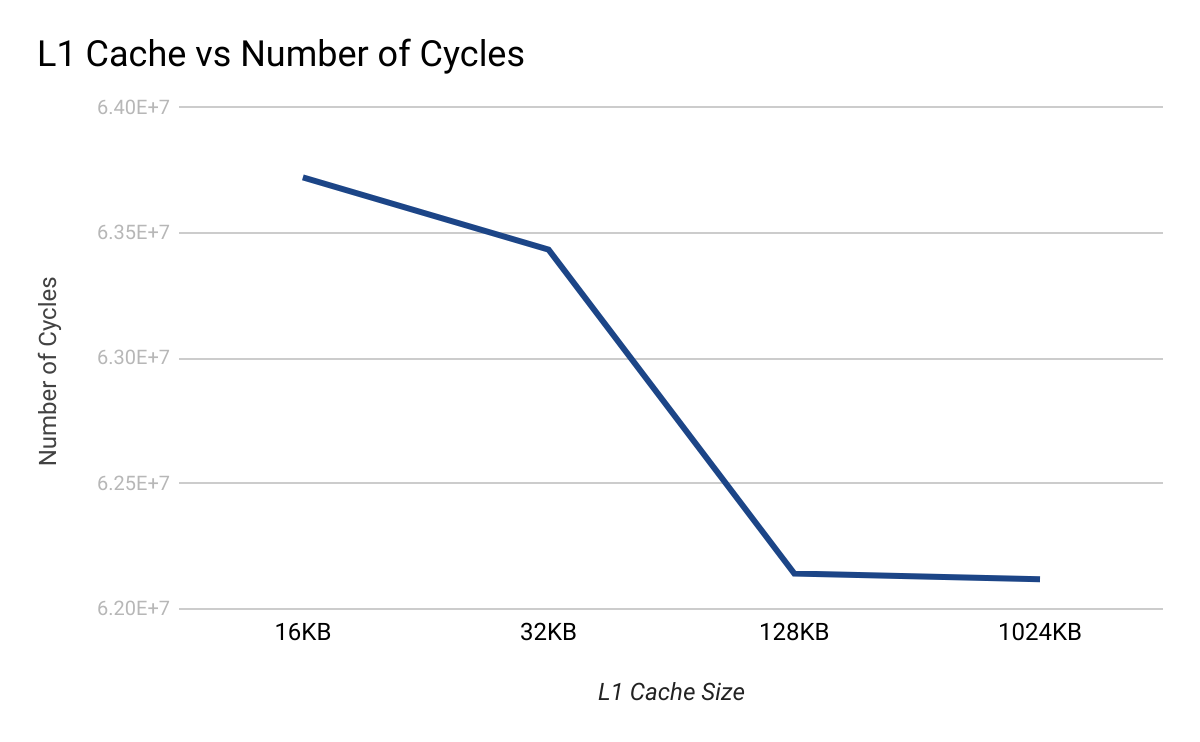 L1 Cache vs Number of Cycles
6.40E+7
6.35E+7
6.30E+7
6.25E+7
6.20E+7
Number of Cycles
16KB 32KB 128KB 1024KB
L1 Cache Size